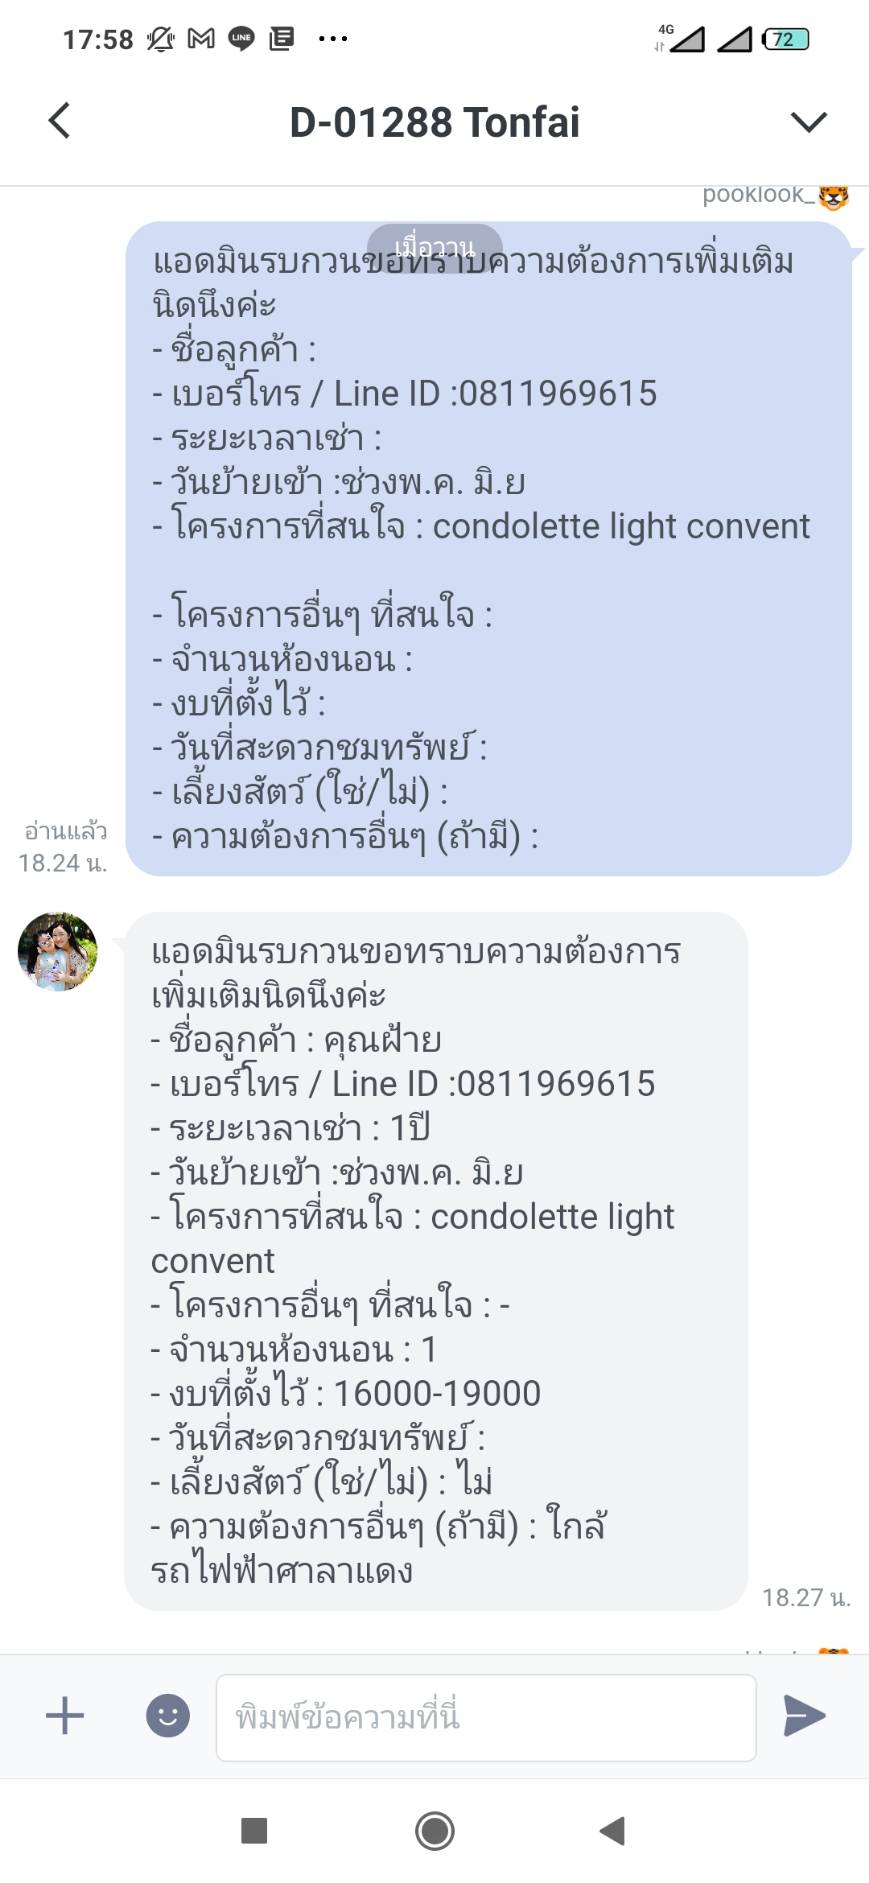 17:58
LINE
4G
72
D-01288 Tonfai
pooklook_
เมื่อวาน
แอดมินรบกวนขอทราบความต้องการเพิ่มเติม
นิดนึงค่ะ
- ชื่อลูกค้า :
- เบอร์โทร / Line ID :0811969615
- ระยะเวลาเช่า :
- วันย้ายเข้า :ช่วงพ.ค. มิ.ย
- โครงการที่สนใจ : condolette light convent
- โครงการอื่นๆ ที่สนใจ :
- จำนวนห้องนอน :
- งบที่ตั้งไว้ :
- วันที่สะดวกชมทรัพย์ :
- เลี้ยงสัตว์ (ใช่/ไม่) :
- ความต้องการอื่นๆ (ถ้ามี) :
อ่านแล้ว
18.24 น.
แอดมินรบกวนขอทราบความต้องการ
เพิ่มเติมนิดนึงค่ะ
- ชื่อลูกค้า : คุณฝ้าย
- เบอร์โทร / Line ID :0811969615
- ระยะเวลาเช่า : 1ปี
- วันย้ายเข้า :ช่วงพ.ค. มิ.ย
- โครงการที่สนใจ : condolette light
convent
- โครงการอื่นๆ ที่สนใจ : -
- จำนวนห้องนอน : 1
- งบที่ตั้งไว้ : 16000-19000
- วันที่สะดวกชมทรัพย์ :
- เลี้ยงสัตว์ (ใช่/ไม่) : ไม่
- ความต้องการอื่นๆ (ถ้ามี) : ใกล้
รถไฟฟ้าศาลาแดง
18.27 น.
พิมพ์ข้อความที่นี่